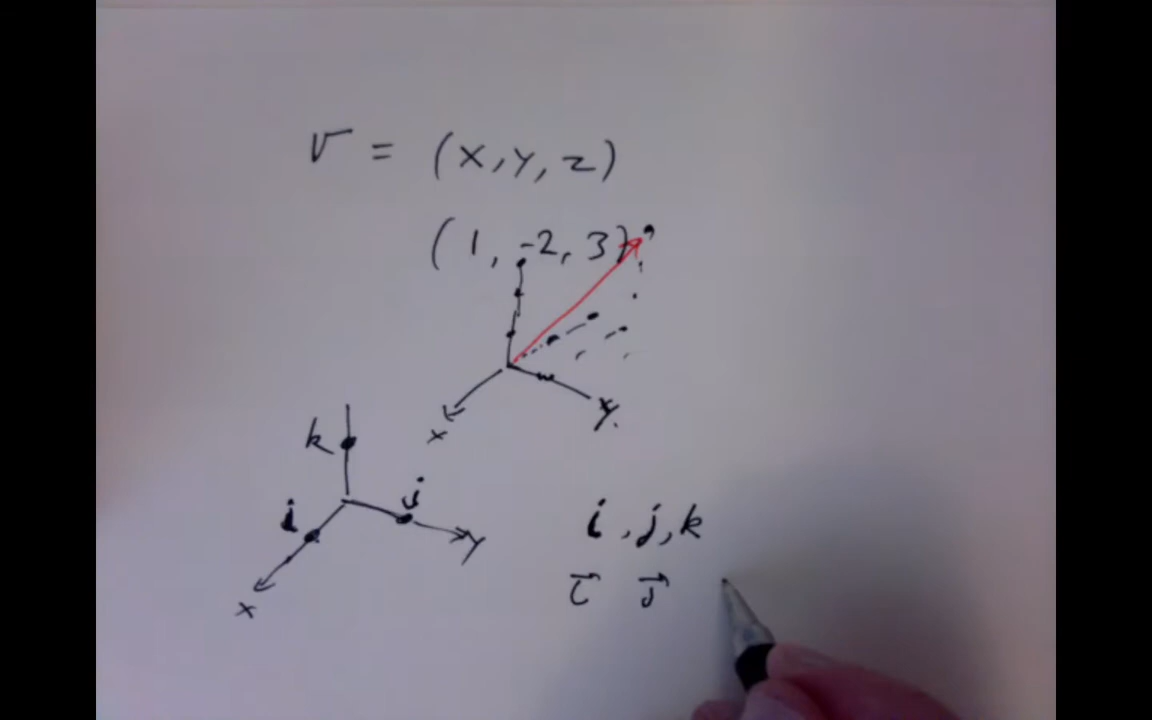 v = (x, y, z)
(1, -2, 3)
x
y
k
i
j
y
x
i, j, k
i⃗ j⃗